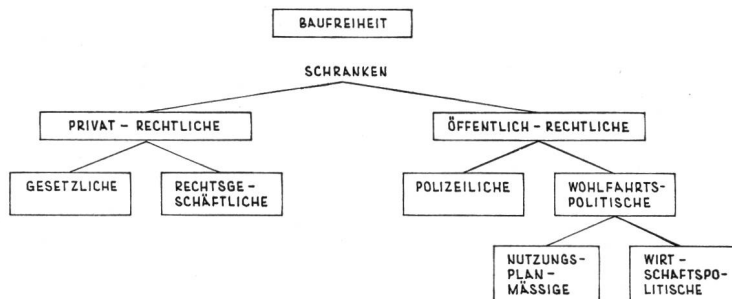 BAUFREIHEIT
SCHRANKEN
PRIVAT – RECHTLICHE
ÖFFENTLICH – RECHTLICHE
GESETZLICHE
RECHTSGE –
SCHÄFTLICHE
POLIZEILICHE
WOHLFAHRTS-
POLITISCHE
NUTZUNGS-
PLAN –
MÄSSIGE
WIRT –
SCHAFTSPO-
LITISCHE